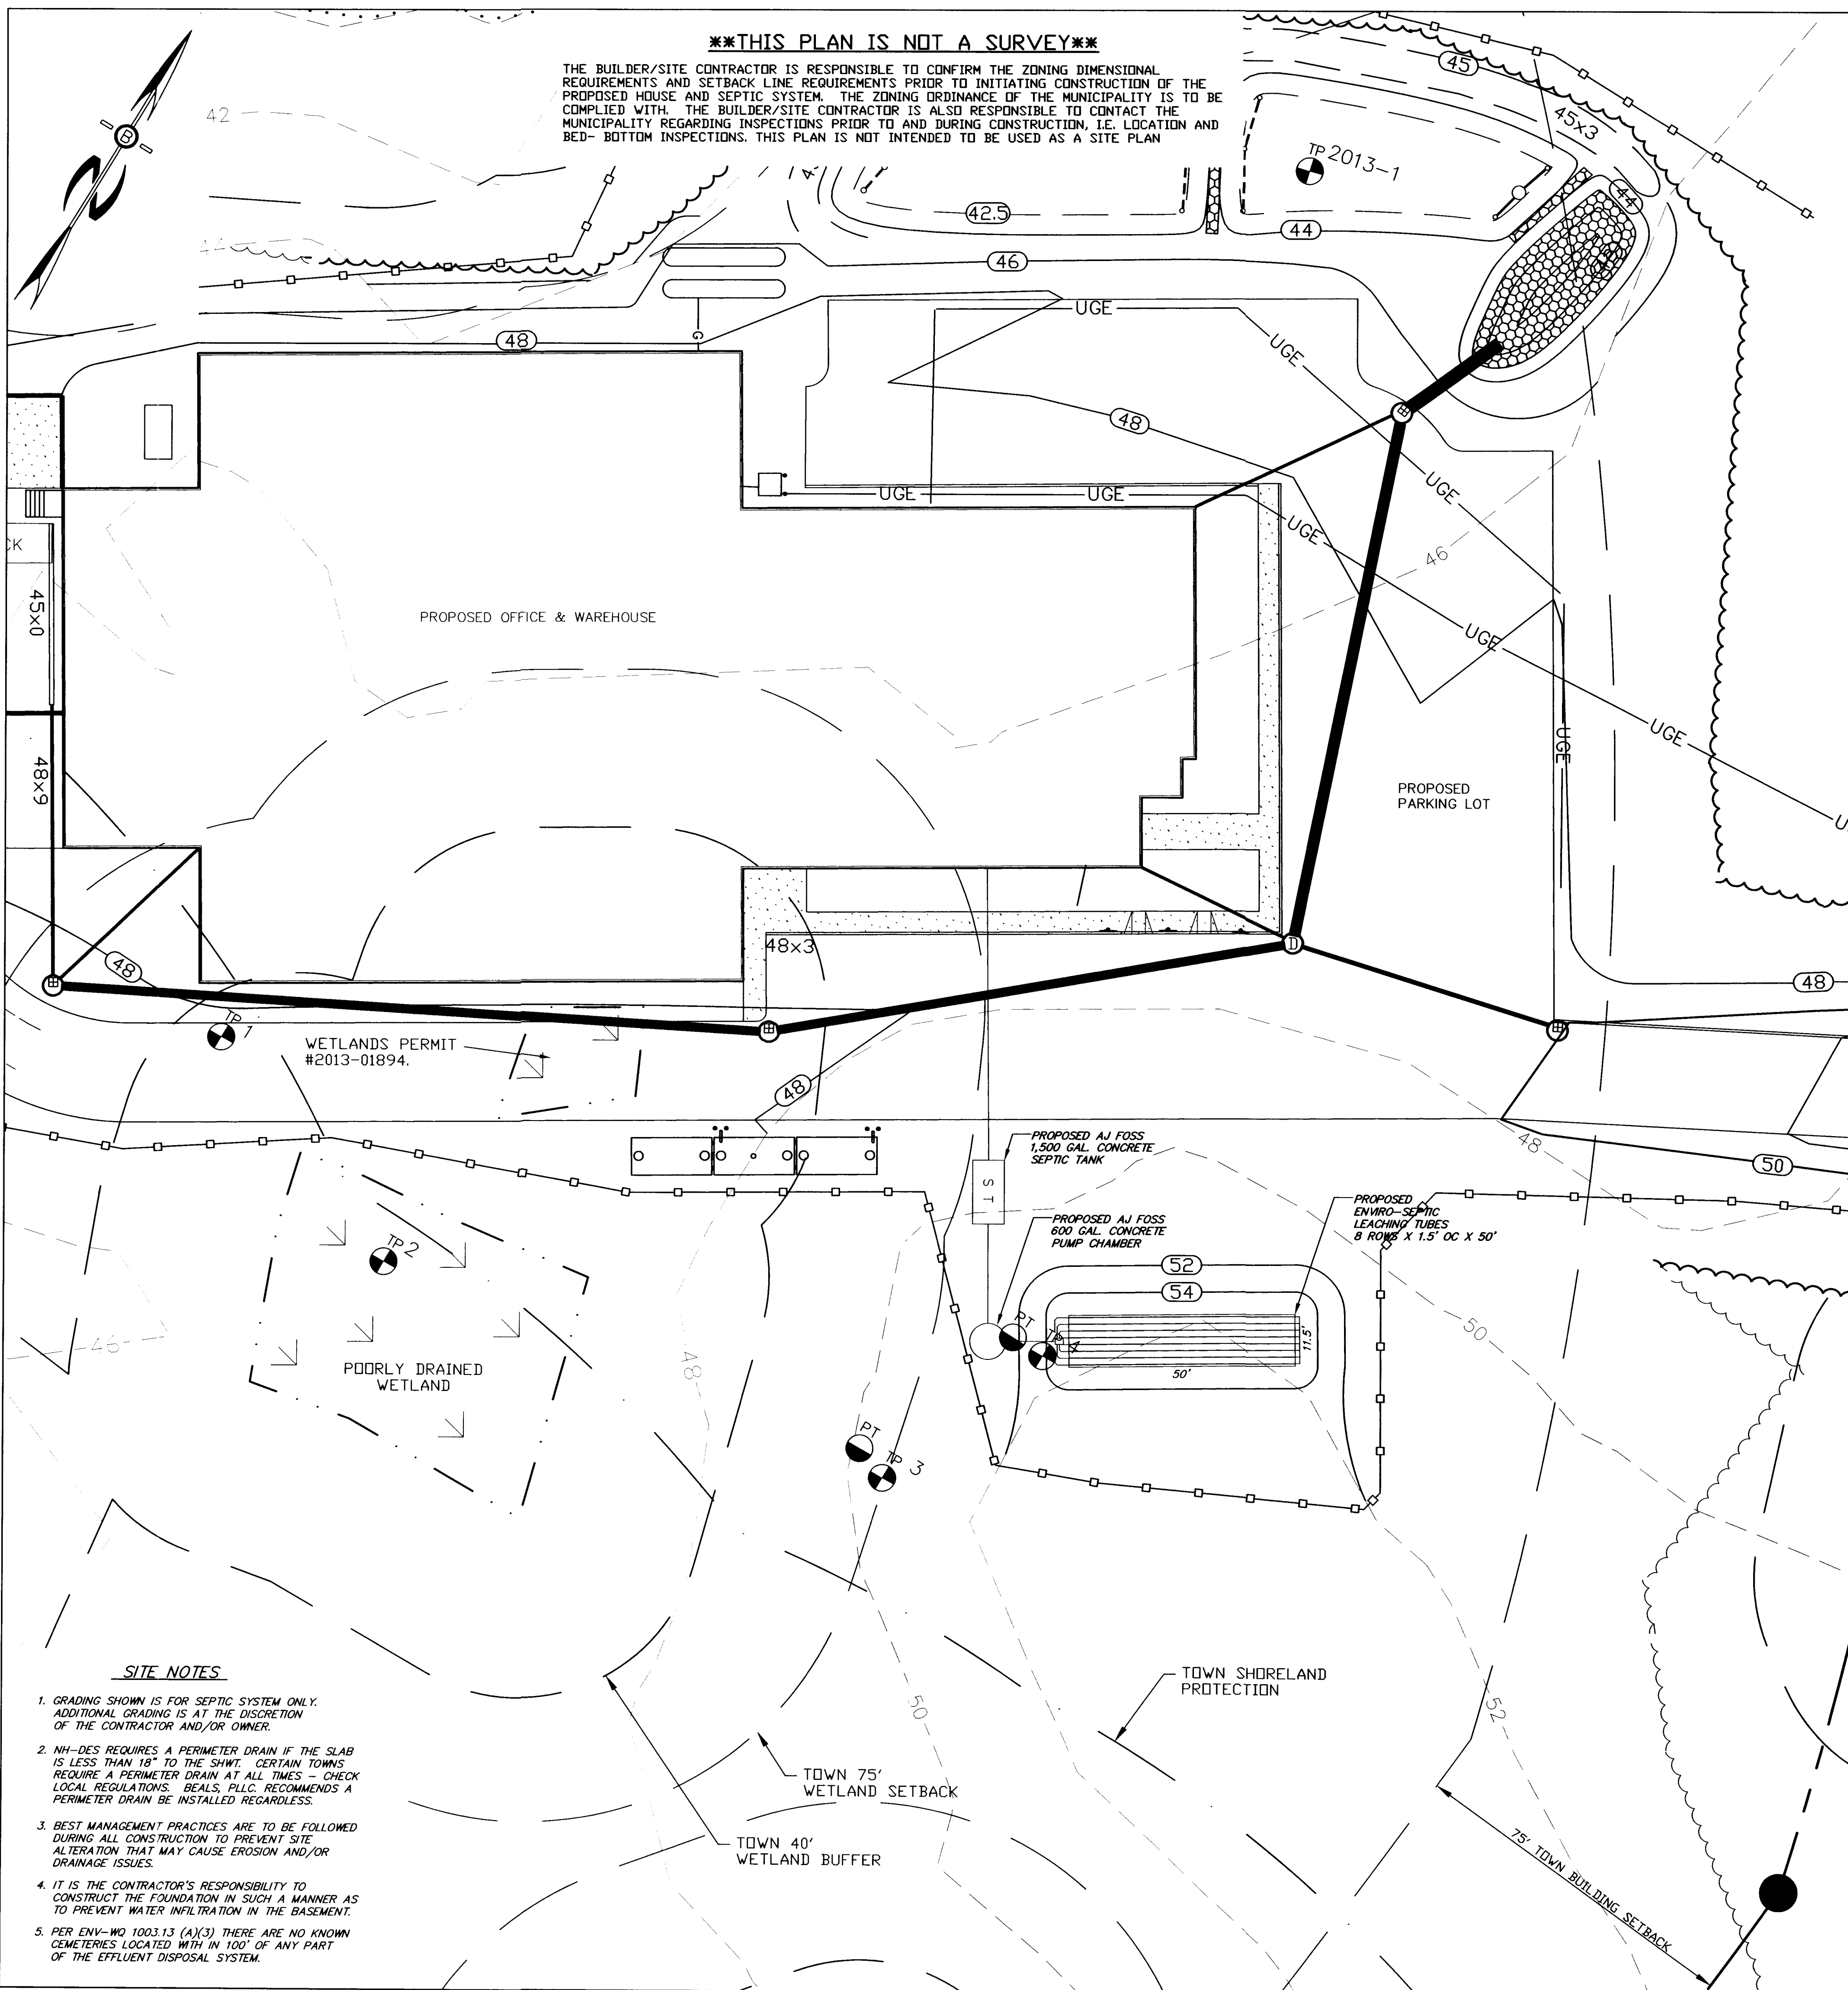 **THIS PLAN IS NOT A SURVEY**
THE BUILDER/SITE CONTRACTOR IS RESPONSIBLE TO CONFIRM THE ZONING DIMENSIONAL
REQUIREMENTS AND SETBACK LINE REQUIREMENTS PRIOR TO INITIATING CONSTRUCTION OF THE
PROPOSED HOUSE AND SEPTIC SYSTEM. THE ZONING ORDINANCE OF THE MUNICIPALITY IS TO BE
COMPLIED WITH. THE BUILDER/SITE CONTRACTOR IS ALSO RESPONSIBLE TO CONTACT THE
MUNICIPALITY REGARDING INSPECTIONS PRIOR TO AND DURING CONSTRUCTION, I.E. LOCATION AND
BED- BOTTOM INSPECTIONS. THIS PLAN IS NOT INTENDED TO BE USED AS A SITE PLAN
45
42
B
45x3
TP 2013-1
44
42.5
44
44
46
UGE
48
G
UGE
48
UGE
UGE
UGE
UGE
46
CK
45x0
PROPOSED OFFICE & WAREHOUSE
UGE
UGE
UGE
48x9
PROPOSED
PARKING LOT
48x3
D
48
48
TP 1
WETLANDS PERMIT
#2013-01894.
48
PROPOSED AJ FOSS
1,500 GAL. CONCRETE
SEPTIC TANK
48
50
S T
PROPOSED
ENVIRO-SEPTIC
LEACHING TUBES
8 ROWS X 1.5' OC X 50'
PROPOSED AJ FOSS
600 GAL. CONCRETE
PUMP CHAMBER
TP 2
52
54
PT
TP 4
11.5'
50'
50
46
48
POORLY DRAINED
WETLAND
PT
TP 3
SITE NOTES
1. GRADING SHOWN IS FOR SEPTIC SYSTEM ONLY.
ADDITIONAL GRADING IS AT THE DISCRETION
OF THE CONTRACTOR AND/OR OWNER.
2. NH-DES REQUIRES A PERIMETER DRAIN IF THE SLAB
IS LESS THAN 18" TO THE SHWT. CERTAIN TOWNS
REQUIRE A PERIMETER DRAIN AT ALL TIMES - CHECK
LOCAL REGULATIONS. BEALS, PLLC. RECOMMENDS A
PERIMETER DRAIN BE INSTALLED REGARDLESS.
3. BEST MANAGEMENT PRACTICES ARE TO BE FOLLOWED
DURING ALL CONSTRUCTION TO PREVENT SITE
ALTERATION THAT MAY CAUSE EROSION AND/OR
DRAINAGE ISSUES.
4. IT IS THE CONTRACTOR'S RESPONSIBILITY TO
CONSTRUCT THE FOUNDATION IN SUCH A MANNER AS
TO PREVENT WATER INFILTRATION IN THE BASEMENT.
5. PER ENV-WQ 1003.13 (A)(3) THERE ARE NO KNOWN
CEMETERIES LOCATED WITH IN 100' OF ANY PART
OF THE EFFLUENT DISPOSAL SYSTEM.
TOWN SHORELAND
PROTECTION
50
52
TOWN 75'
WETLAND SETBACK
TOWN 40'
WETLAND BUFFER
75' TOWN BUILDING SETBACK